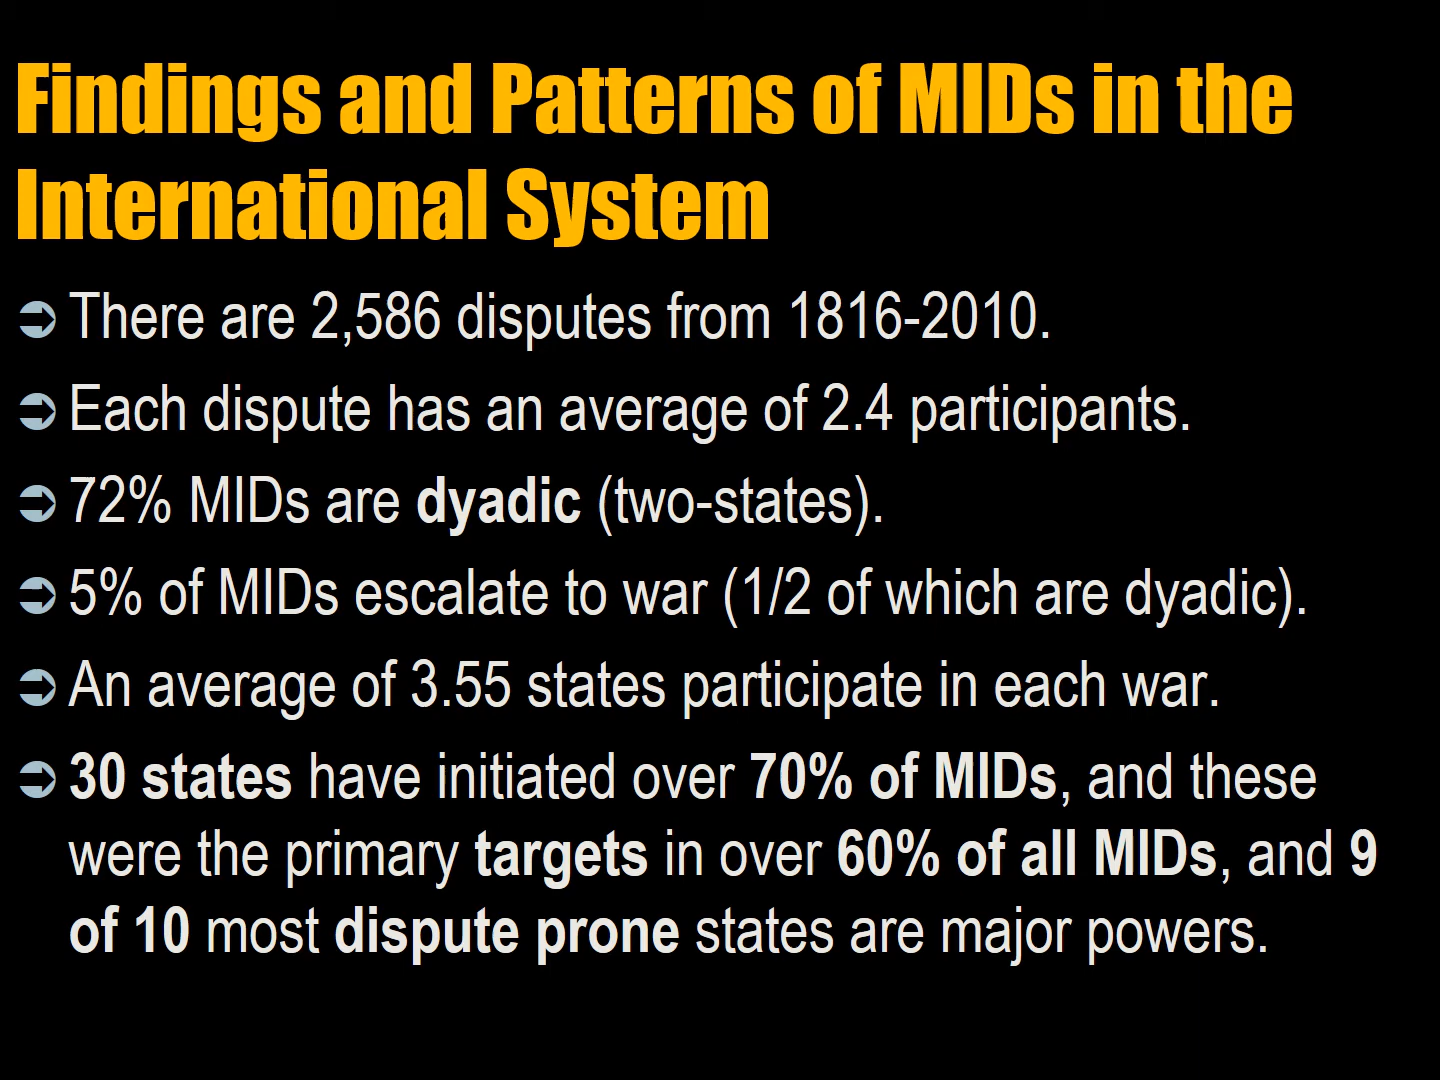 Findings and Patterns of MIDs in the
International System
There are 2,586 disputes from 1816-2010.
Each dispute has an average of 2.4 participants.
72% MIDs are dyadic (two-states).
5% of MIDs escalate to war (1/2 of which are dyadic).
An average of 3.55 states participate in each war.
30 states have initiated over 70% of MIDs, and these
were the primary targets in over 60% of all MIDs, and 9
of 10 most dispute prone states are major powers.